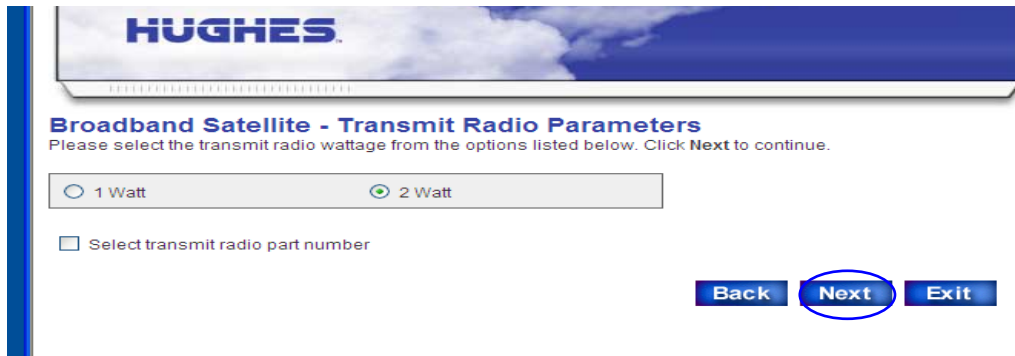 HUGHES.
Broadband Satellite - Transmit Radio Parameters
Please select the transmit radio wattage from the options listed below. Click Next to continue.
1 Watt 2 Watt
Select transmit radio part number
Back Next Exit